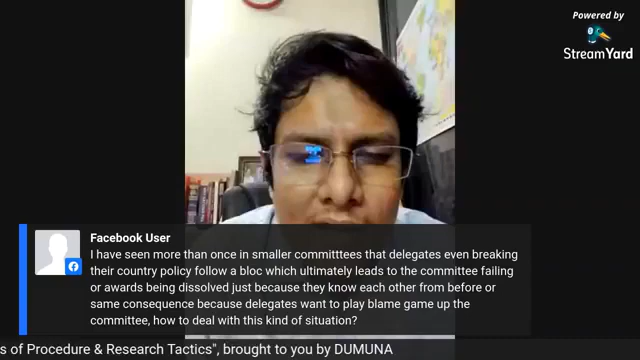 Powered by
StreamYard
Facebook User
I have seen more than once in smaller committtees that delegates even breaking
their country policy follow a bloc which ultimately leads to the committee failing
or awards being dissolved just because they know each other from before or
same consequence because delegates want to play blame game up the
committee, how to deal with this kind of situation?
s of Procedure & Research Tactics", brought to you by DUMUNA